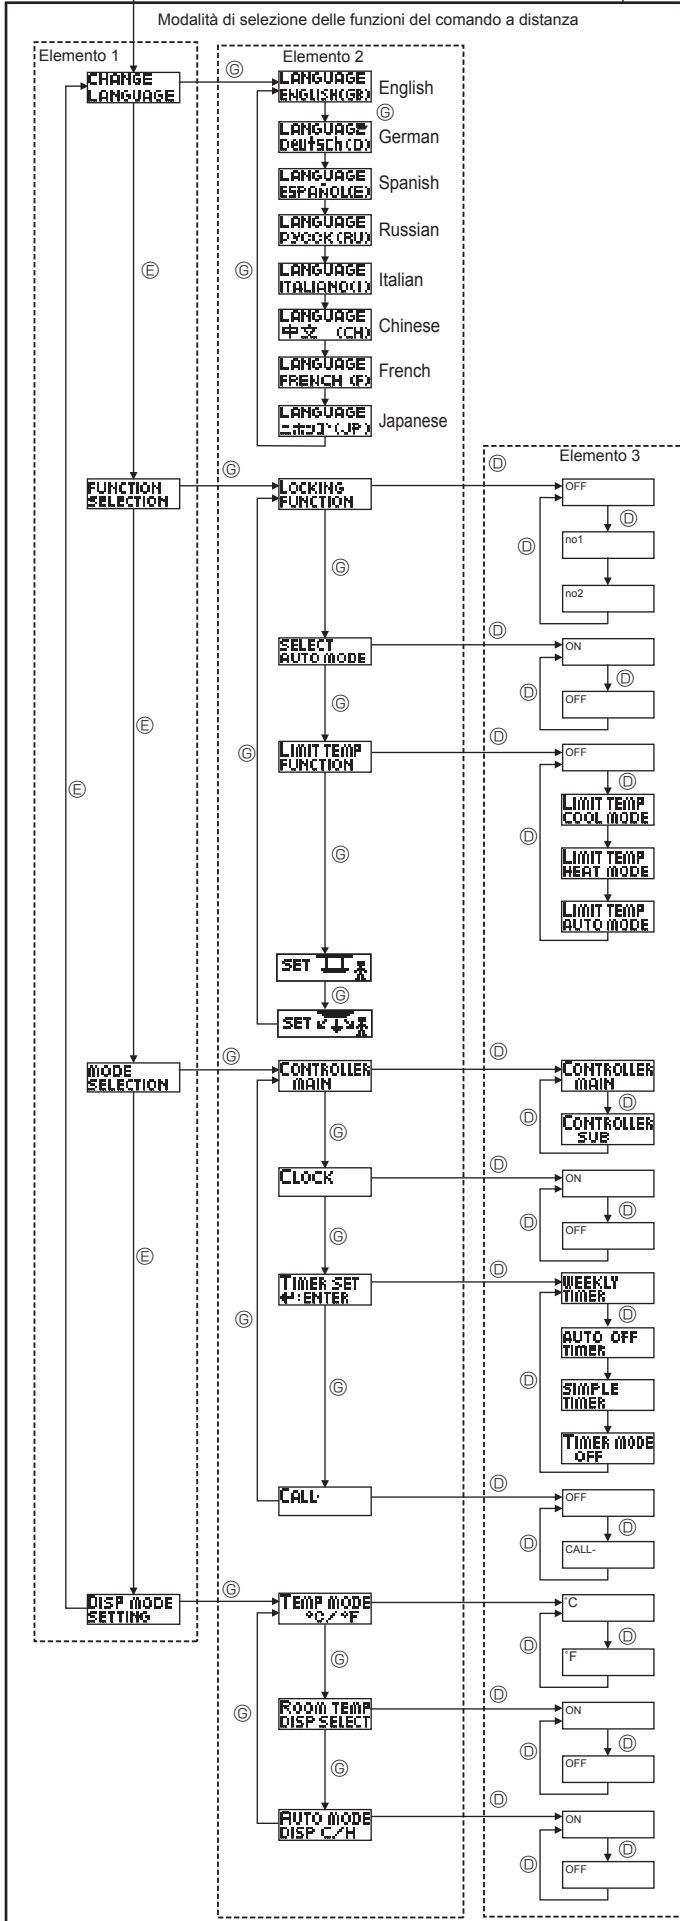 Modalità di selezione delle funzioni del comando a distanza
Elemento 1
Elemento 2
CHANGE
LANGUAGE
Ⓖ
LANGUAGE
ENGLISH(GB)
English
Ⓖ
LANGUAGE
Deutsch(D)
German
LANGUAGE
ESPAÑOL(E)
Spanish
LANGUAGE
РУССК(RU)
Russian
Ⓔ
Ⓖ
LANGUAGE
ITALIANO(I)
Italian
LANGUAGE
中文 (CH)
Chinese
LANGUAGE
FRENCH (F)
French
LANGUAGE
ニホンゴ(JP)
Japanese
Elemento 3
FUNCTION
SELECTION
Ⓖ
LOCKING
FUNCTION
Ⓓ
OFF
Ⓓ
Ⓓ
no1
no2
Ⓖ
SELECT
AUTO MODE
Ⓓ
ON
Ⓓ
Ⓓ
OFF
Ⓖ
Ⓔ
Ⓖ
LIMIT TEMP
FUNCTION
Ⓓ
OFF
Ⓓ
Ⓔ
LIMIT TEMP
COOL MODE
Ⓓ
LIMIT TEMP
HEAT MODE
LIMIT TEMP
AUTO MODE
Ⓖ
SET
Ⓖ
SET
MODE
SELECTION
Ⓖ
CONTROLLER
MAIN
Ⓓ
CONTROLLER
MAIN
Ⓓ
Ⓓ
CONTROLLER
SUB
Ⓖ
CLOCK
Ⓓ
ON
Ⓓ
Ⓓ
OFF
Ⓖ
Ⓔ
TIMER SET
↵:ENTER
Ⓓ
WEEKLY
TIMER
Ⓓ
Ⓖ
AUTO OFF
TIMER
Ⓓ
SIMPLE
TIMER
TIMER MODE
OFF
Ⓖ
CALL-
Ⓓ
OFF
Ⓓ
Ⓓ
CALL-
DISP MODE
SETTING
Ⓖ
TEMP MODE
°C/°F
Ⓓ
°C
Ⓓ
Ⓓ
°F
Ⓖ
Ⓖ
ROOM TEMP
DISP SELECT
Ⓓ
ON
Ⓓ
Ⓓ
OFF
Ⓖ
AUTO MODE
DISP C/H
Ⓓ
ON
Ⓓ
Ⓓ
OFF